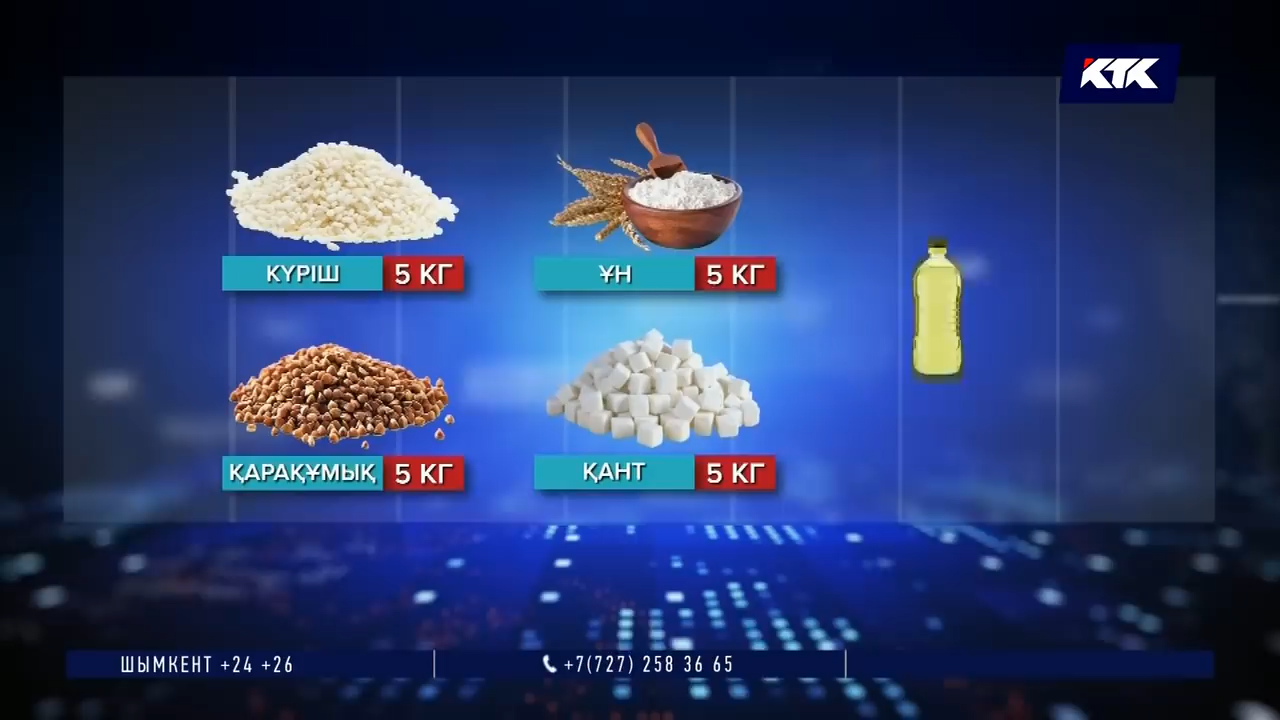 КТК
КҮРІШ 5 КГ
ҰН 5 КГ
ҚАРАҚҰМЫҚ 5 КГ
ҚАНТ 5 КГ
ШЫМКЕНТ +24 +26
+7(727) 258 36 65